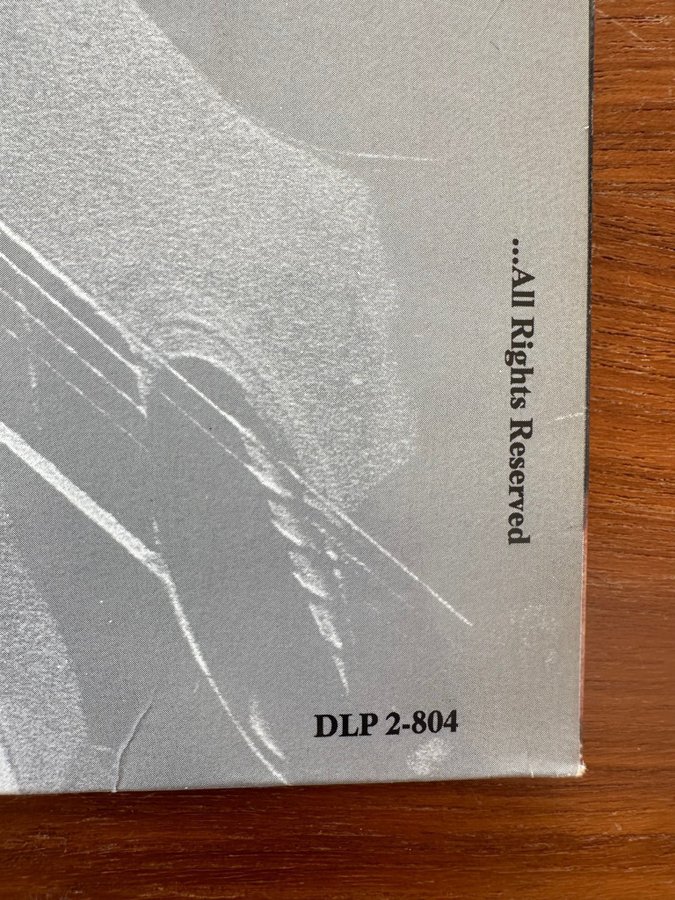 ...All Rights Reserved
DLP 2-804